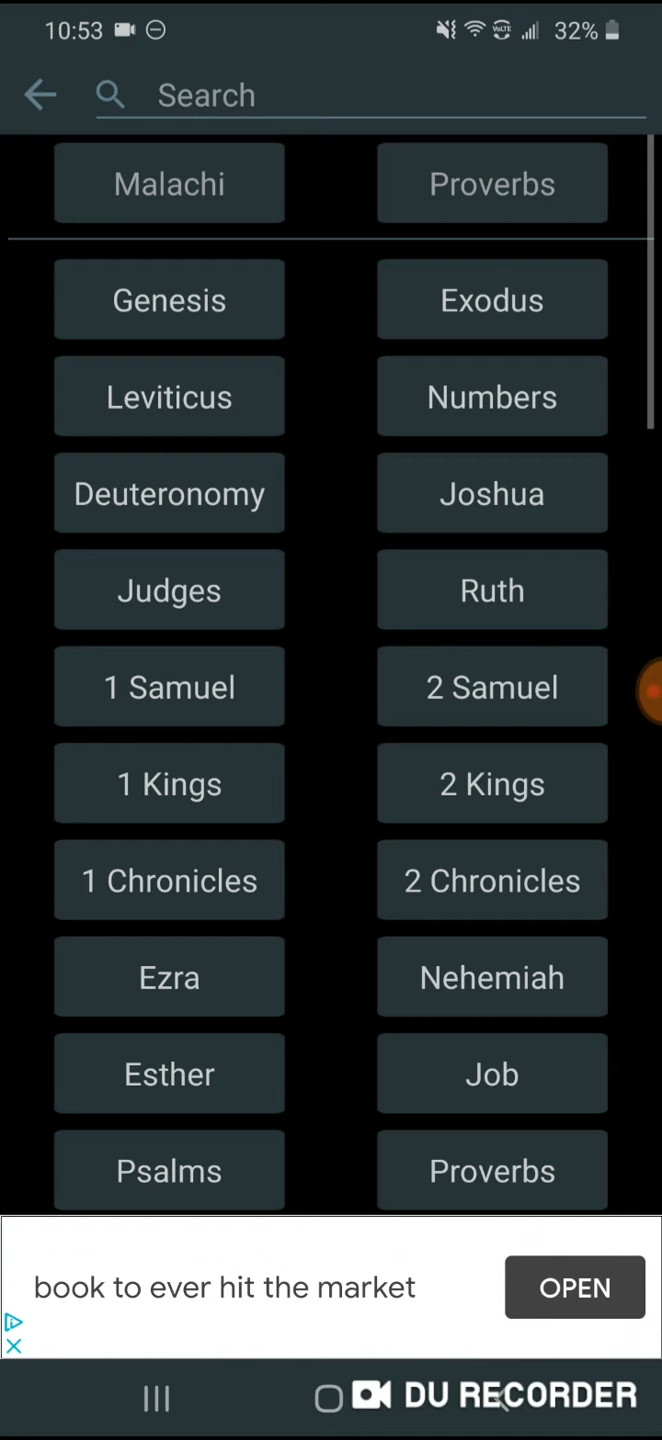 10:53 VoLTE 32%
Search
Malachi Proverbs
Genesis Exodus
Leviticus Numbers
Deuteronomy Joshua
Judges Ruth
1 Samuel 2 Samuel
1 Kings 2 Kings
1 Chronicles 2 Chronicles
Ezra Nehemiah
Esther Job
Psalms Proverbs
book to ever hit the market OPEN
DU RECORDER